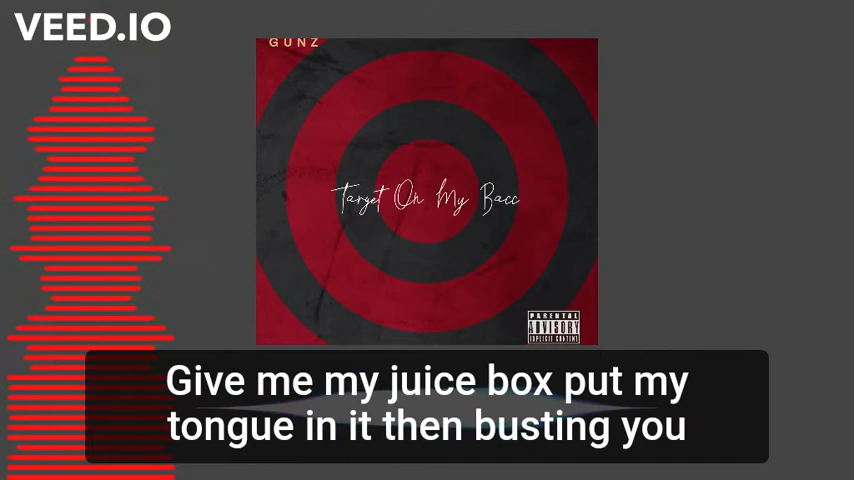 VEED.IO
GUNZ
Target On My Bacc
PARENTAL
ADVISORY
EXPLICIT CONTENT
Give me my juice box put my
tongue in it then busting you